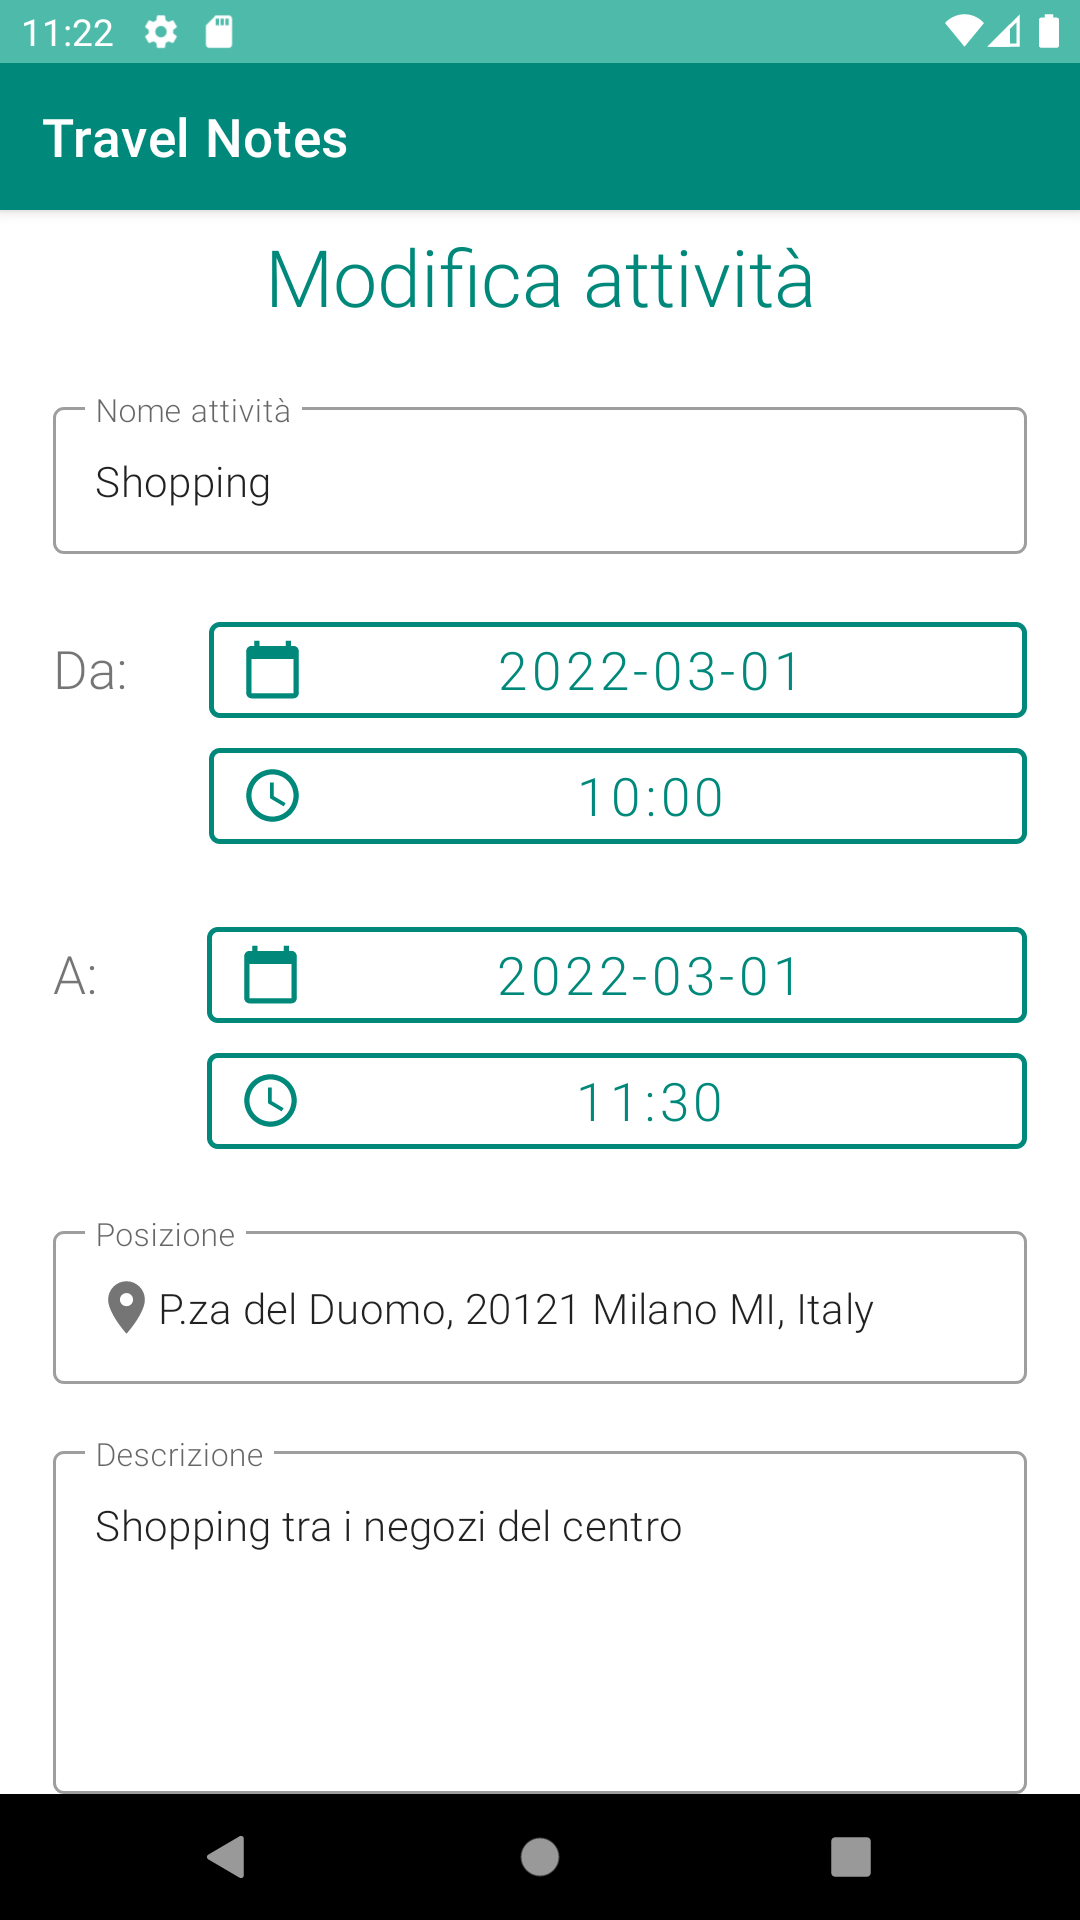 11:22
Travel Notes
Modifica attività
Nome attività
Shopping
Da:
2022-03-01
10:00
A:
2022-03-01
11:30
Posizione
P.za del Duomo, 20121 Milano MI, Italy
Descrizione
Shopping tra i negozi del centro